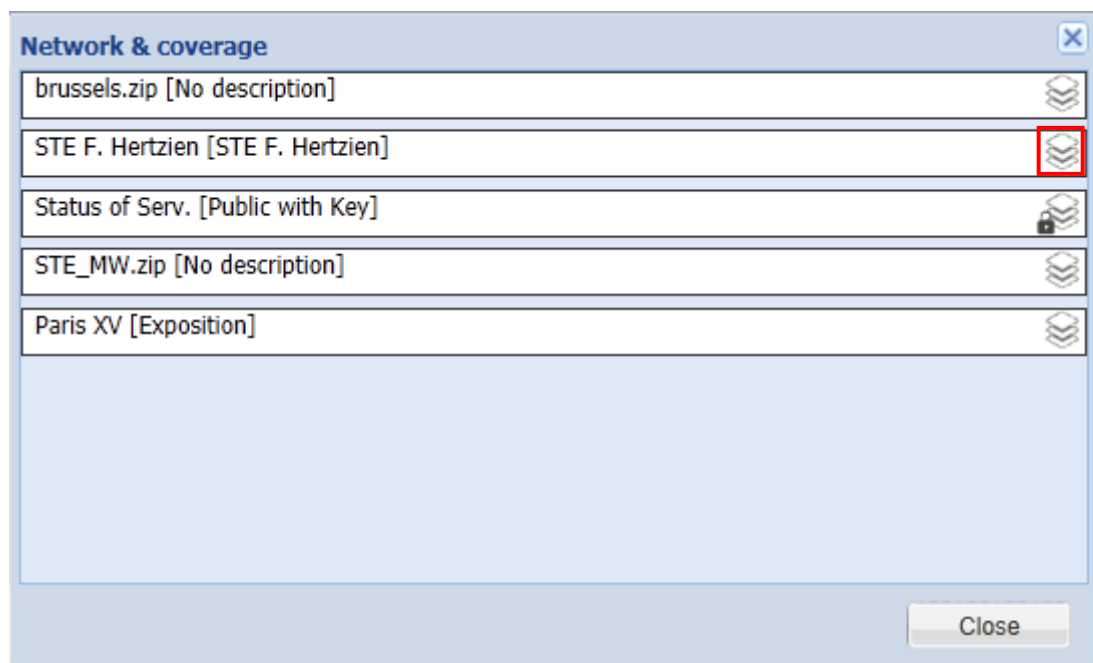 Network & coverage
brussels.zip [No description]
STE F. Hertzien [STE F. Hertzien]
Status of Serv. [Public with Key]
STE_MW.zip [No description]
Paris XV [Exposition]
Close